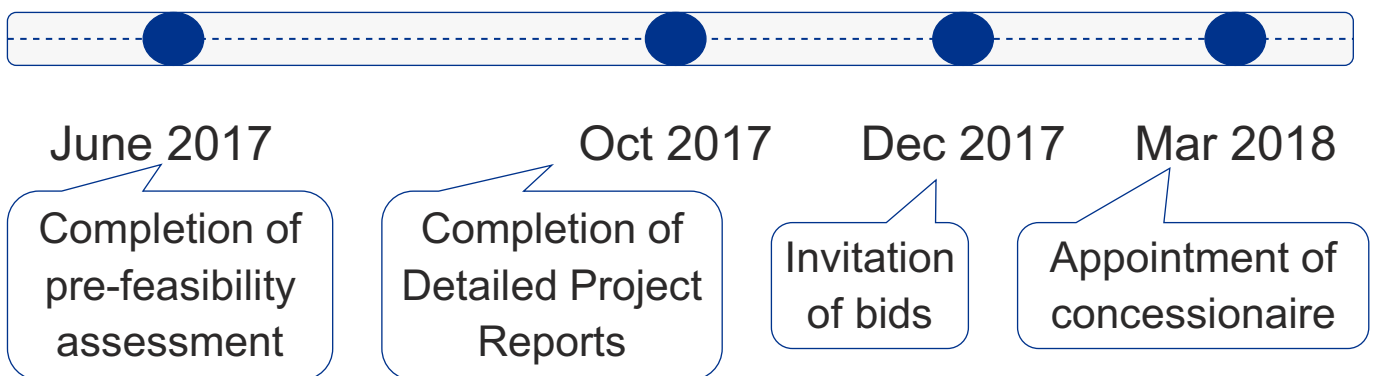 June 2017
Oct 2017
Dec 2017
Mar 2018
Completion of
pre-feasibility
assessment
Completion of
Detailed Project
Reports
Invitation
of bids
Appointment of
concessionaire